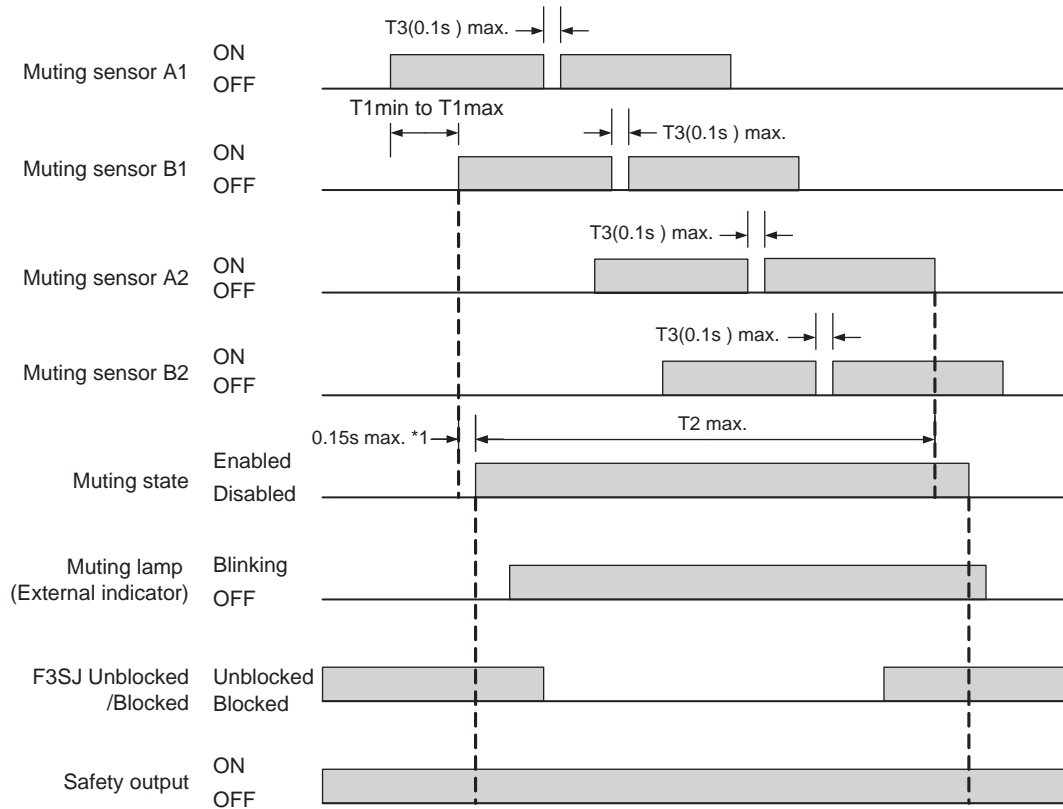 T3(0.1s ) max.
Muting sensor A1
ON
OFF
T1min to T1max
T3(0.1s ) max.
Muting sensor B1
ON
OFF
T3(0.1s ) max.
Muting sensor A2
ON
OFF
T3(0.1s ) max.
Muting sensor B2
ON
OFF
0.15s max. *1
T2 max.
Muting state
Enabled
Disabled
Muting lamp
(External indicator)
Blinking
OFF
F3SJ Unblocked
/Blocked
Unblocked
Blocked
Safety output
ON
OFF